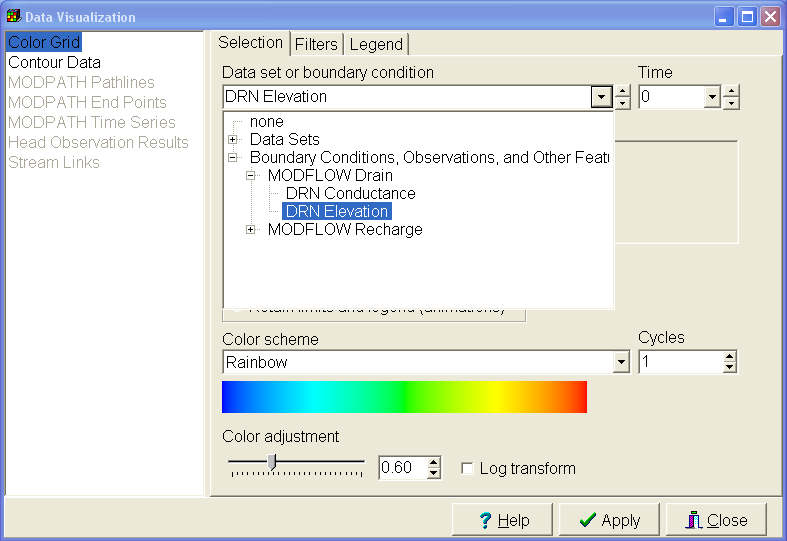 Data Visualization
Color Grid
Contour Data
MODPATH Pathlines
MODPATH End Points
MODPATH Time Series
Head Observation Results
Stream Links
Selection
Filters
Legend
Data set or boundary condition
Time
DRN Elevation
0
none
Data Sets
Boundary Conditions, Observations, and Other Featu
MODFLOW Drain
DRN Conductance
DRN Elevation
MODFLOW Recharge
Retain limits and legend (animations)
Color scheme
Cycles
Rainbow
1
Color adjustment
0.60
Log transform
Help
Apply
Close